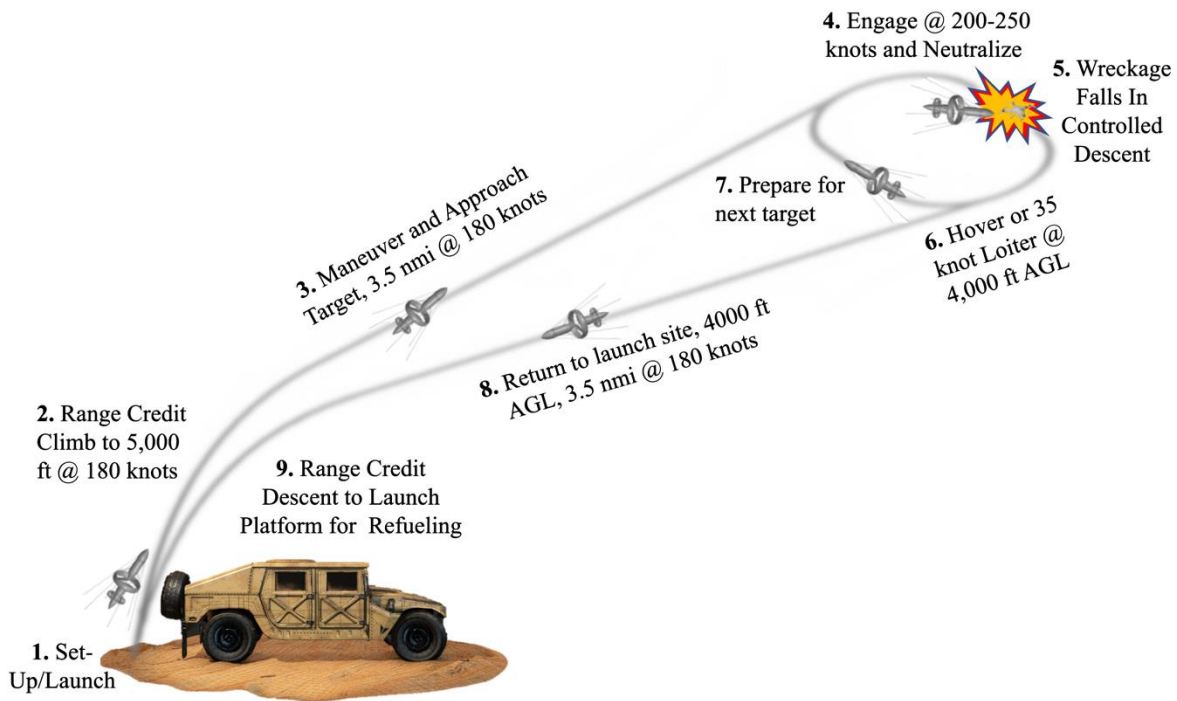 4. Engage @ 200-250
knots and Neutralize
5. Wreckage
Falls In
Controlled
Descent
3. Maneuver and Approach
Target, 3.5 nmi @ 180 knots
7. Prepare for
next target
6. Hover or 35
knot Loiter @
4,000 ft AGL
8. Return to launch site, 4000 ft
AGL, 3.5 nmi @ 180 knots
2. Range Credit
Climb to 5,000
ft @ 180 knots
9. Range Credit
Descent to Launch
Platform for Refueling
1. Set-
Up/Launch